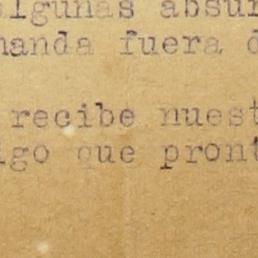 algunas absur
manda fuera d
recibe nuest
igo que pront